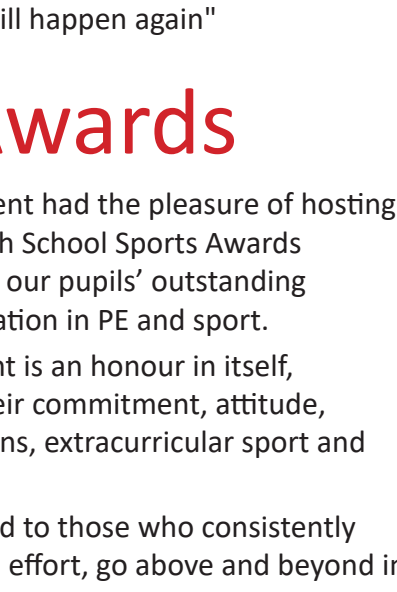 ill happen again"
wards
ent had the pleasure of hosting
h School Sports Awards
our pupils' outstanding
ation in PE and sport.
nt is an honour in itself,
eir commitment, attitude,
ns, extracurricular sport and
d to those who consistently
effort, go above and beyond in